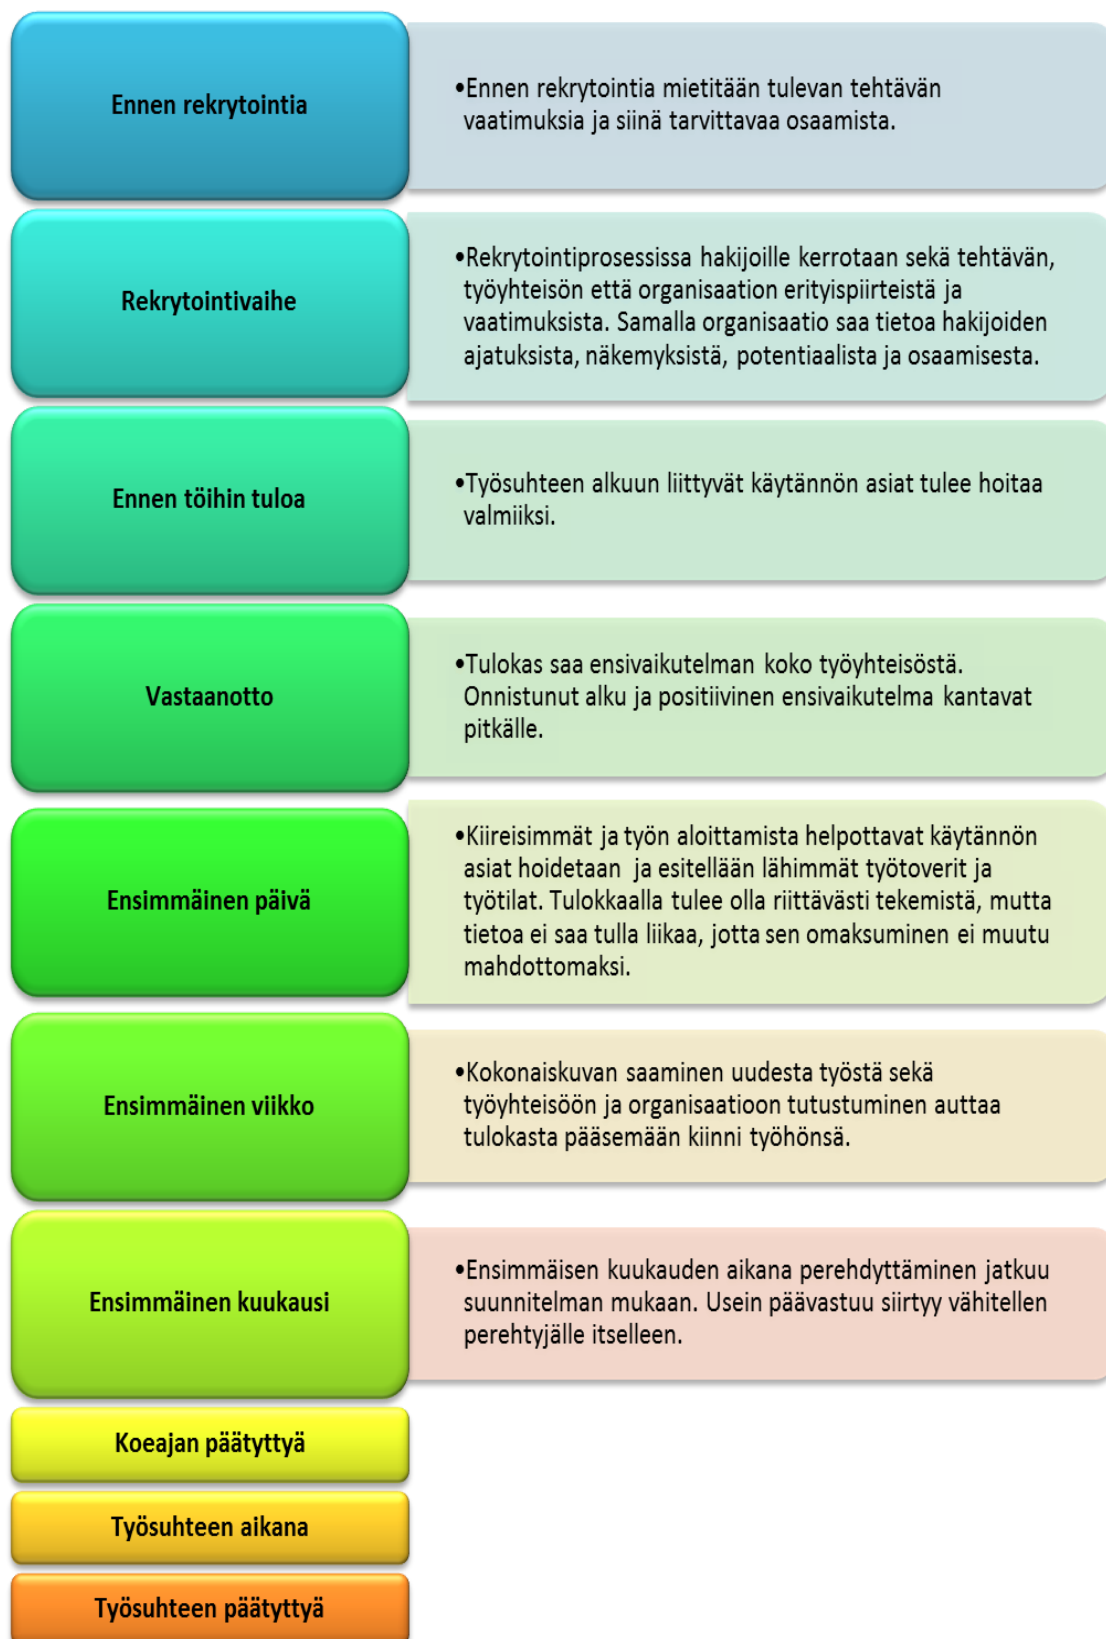 Ennen rekrytointia
•Ennen rekrytointia mietitään tulevan tehtävän
vaatimuksia ja siinä tarvittavaa osaamista.
Rekrytointivaihe
•Rekrytointiprosessissa hakijoille kerrotaan sekä tehtävän,
työyhteisön että organisaation erityispiirteistä ja
vaatimuksista. Samalla organisaatio saa tietoa hakijoiden
ajatuksista, näkemyksistä, potentiaalista ja osaamisesta.
Ennen töihin tuloa
•Työsuhteen alkuun liittyvät käytännön asiat tulee hoitaa
valmiiksi.
Vastaanotto
•Tulokas saa ensivaikutelman koko työyhteisöstä.
Onnistunut alku ja positiivinen ensivaikutelma kantavat
pitkälle.
Ensimmäinen päivä
•Kiireisimmät ja työn aloittamista helpottavat käytännön
asiat hoidetaan ja esitellään lähimmät työtoverit ja
työtilat. Tulokkaalla tulee olla riittävästi tekemistä, mutta
tietoa ei saa tulla liikaa, jotta sen omaksuminen ei muutu
mahdottomaksi.
Ensimmäinen viikko
•Kokonaiskuvan saaminen uudesta työstä sekä
työyhteisöön ja organisaatioon tutustuminen auttaa
tulokasta pääsemään kiinni työhönsä.
Ensimmäinen kuukausi
•Ensimmäisen kuukauden aikana perehdyttäminen jatkuu
suunnitelman mukaan. Usein päävastuu siirtyy vähitellen
perehtyjälle itselleen.
Koeajan päätyttyä
Työsuhteen aikana
Työsuhteen päätyttyä